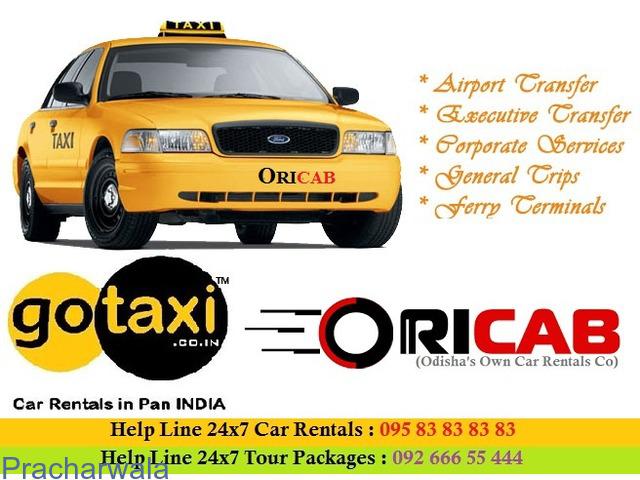 TAXI
TAXI
Ford
ORICAB
* Airport Transfer
* Executive Transfer
* Corporate Services
* General Trips
* Ferry Terminals
gotaxi™
.CO.IN
ORICAB
(Odisha's Own Car Rentals Co)
Car Rentals in Pan INDIA
Help Line 24x7 Car Rentals : 095 83 83 83 83
Help Line 24x7 Tour Packages : 092 666 55 444
Pracharwala